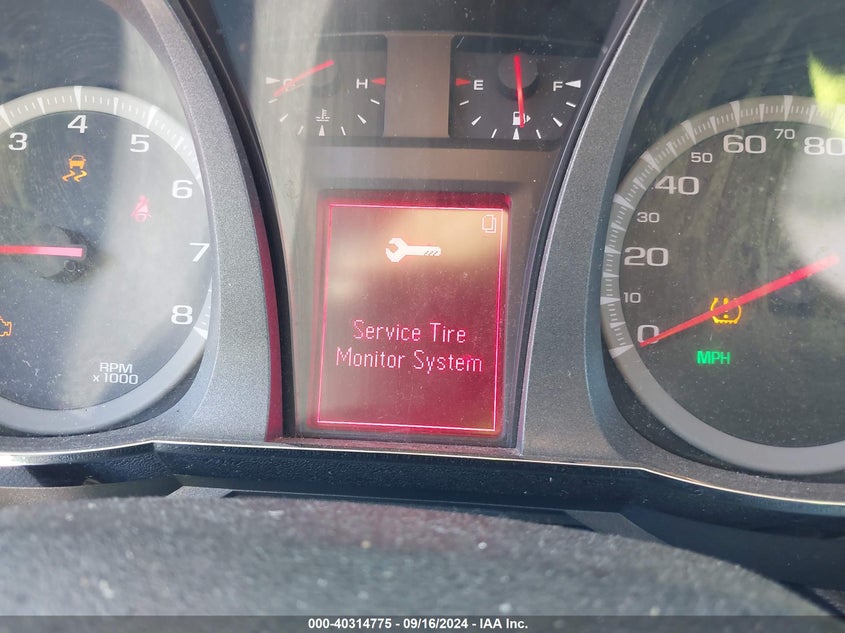 C H E F
3 4 5 6 7 8
RPM
x1000
Service Tire
Monitor System
0 10 20 30 40 50 60 70 80
MPH
000-40314775 - 09/16/2024 - IAA Inc.